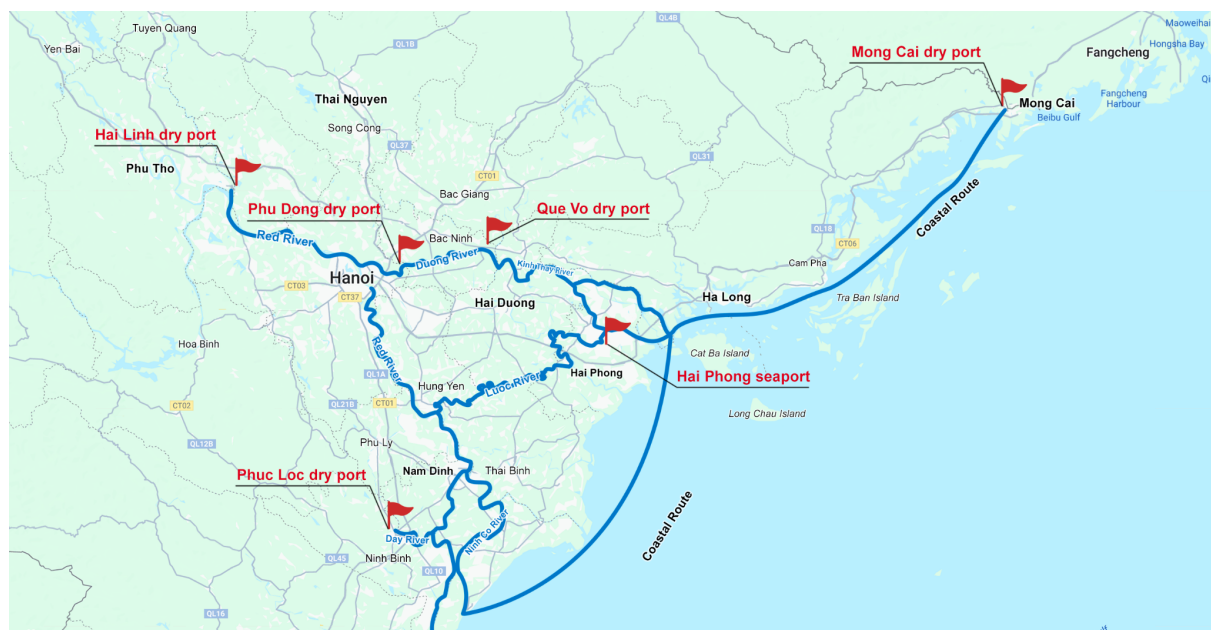 Tuyen Quang
QL4B
Maoweihai
Yen Bai
QL1B
Mong Cai dry port
Fangcheng
Hongsha Bay
Thai Nguyen
Fangcheng
Harbour
Mong Cai
Beibu Gulf
Song Cong
Hai Linh dry port
QL37
QL31
Phu Tho
CT01
Bac Giang
Coastal Route
Phu Dong dry port
Que Vo dry port
QL18
Red River
Bac Ninh
CT06
Duong River
Kinh Thay River
Cam Pha
Hanoi
CT03
CT37
Hai Duong
Ha Long
Tra Ban Island
Hoa Binh
Red River
Cat Ba Island
QL1A
Hai Phong
Hai Phong seaport
Hung Yen
Luoc River
CT02
QL21B
CT01
Long Chau Island
QL12B
Phu Ly
Phuc Loc dry port
Nam Dinh
Thai Binh
Coastal Route
Day River
Ninh Co River
QL45
Ninh Binh
QL10
QL16